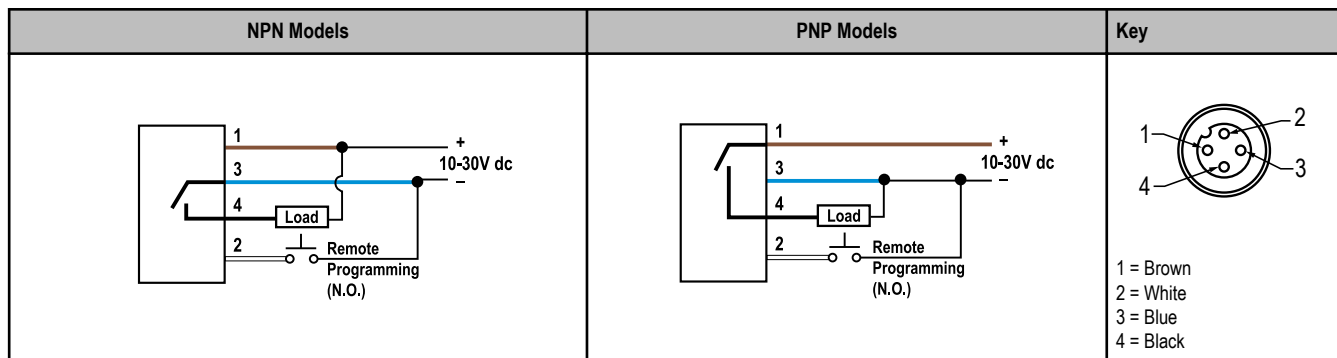 NPN Models
PNP Models
Key
1
+
10-30V dc
3
–
4
Load
2
Remote
Programming
(N.O.)
1
+
10-30V dc
3
–
4
Load
2
Remote
Programming
(N.O.)
1
2
3
4
1 = Brown
2 = White
3 = Blue
4 = Black